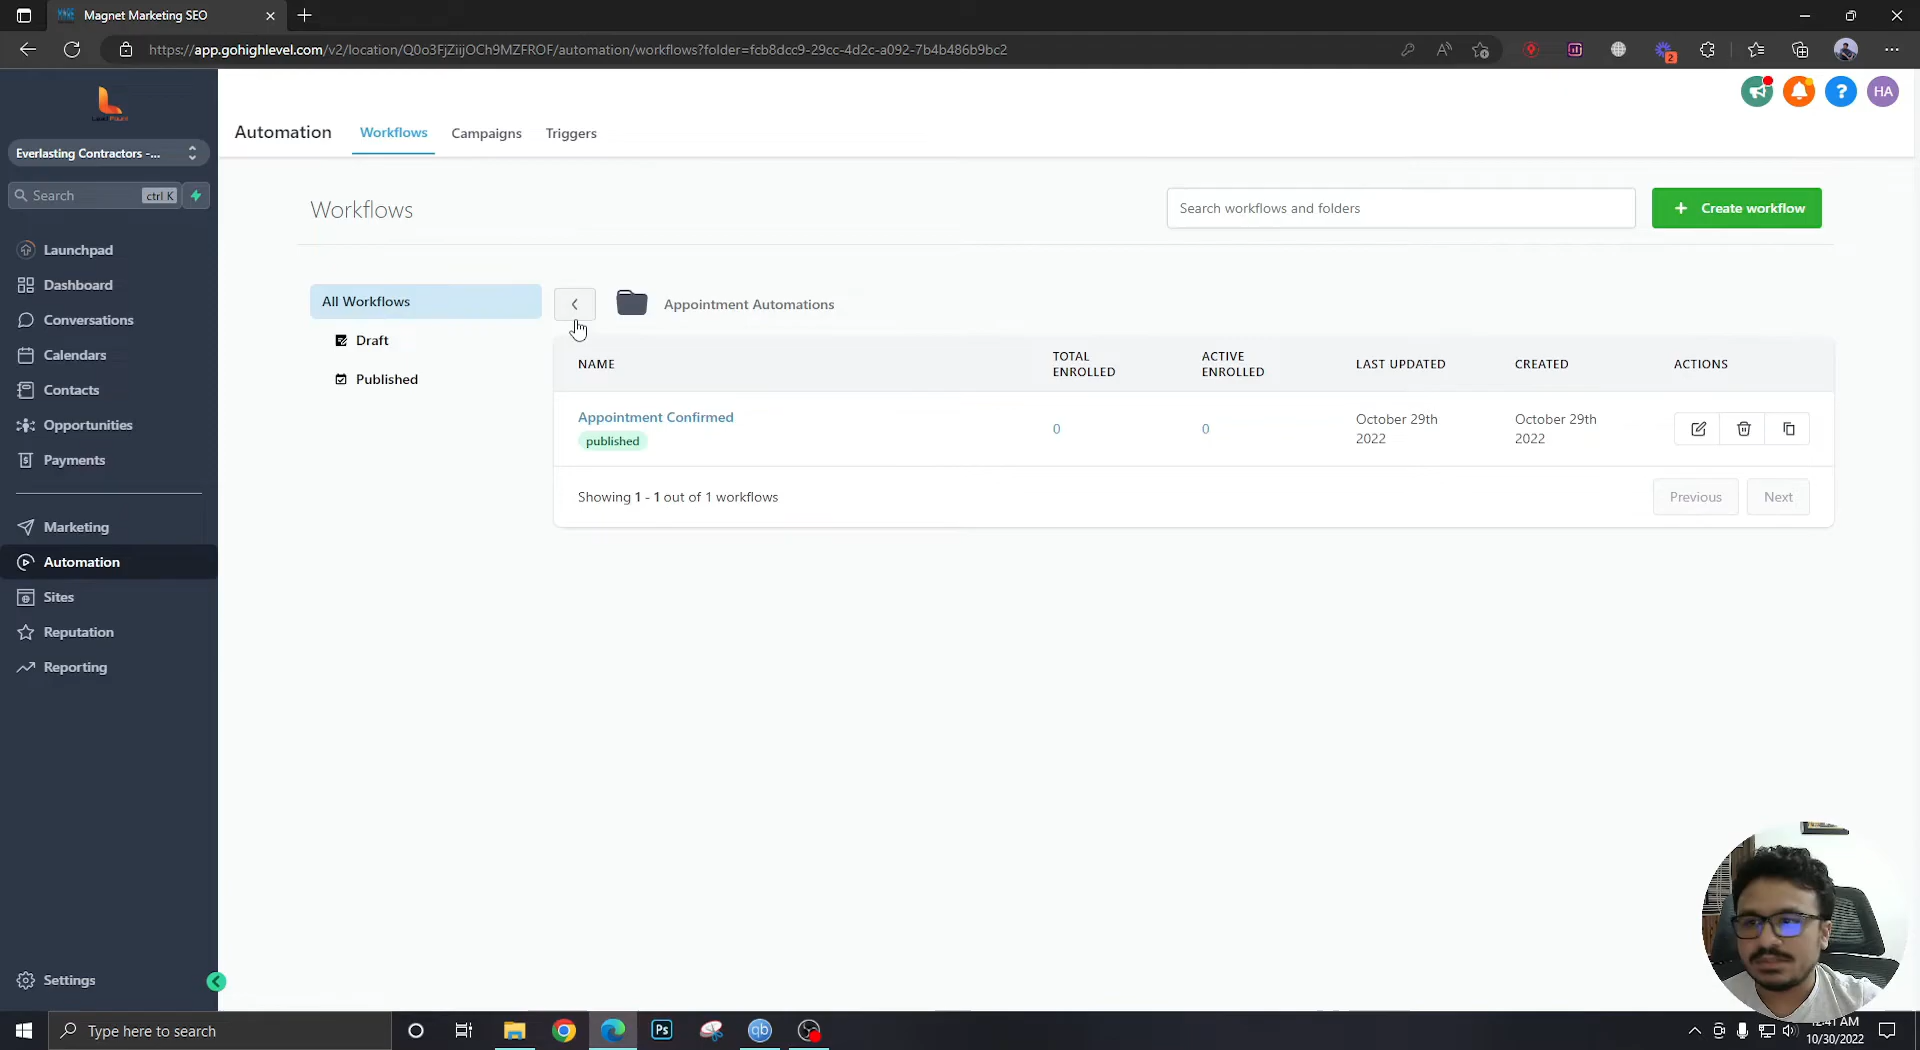 Magnet Marketing SEO
https://app.gohighlevel.com/v2/location/Q0o3FjZiijOCh9MZFROF/automation/workflows?folder=fcb8dcc9-29cc-4d2c-a092-7b4b486b9bc2
2
Everlasting Contractors -...
Search
ctrl K
Launchpad
Dashboard
Conversations
Calendars
Contacts
Opportunities
Payments
Marketing
Automation
Sites
Reputation
Reporting
Settings
Automation
Workflows
Campaigns
Triggers
?
HA
Workflows
Search workflows and folders
+ Create workflow
All Workflows
Draft
Published
Appointment Automations
NAME
TOTAL
ENROLLED
ACTIVE
ENROLLED
LAST UPDATED
CREATED
ACTIONS
Appointment Confirmed
published
0
0
October 29th
2022
October 29th
2022
Showing 1 - 1 out of 1 workflows
Previous
Next
Type here to search
Ps
qb
12:41 AM
10/30/2022